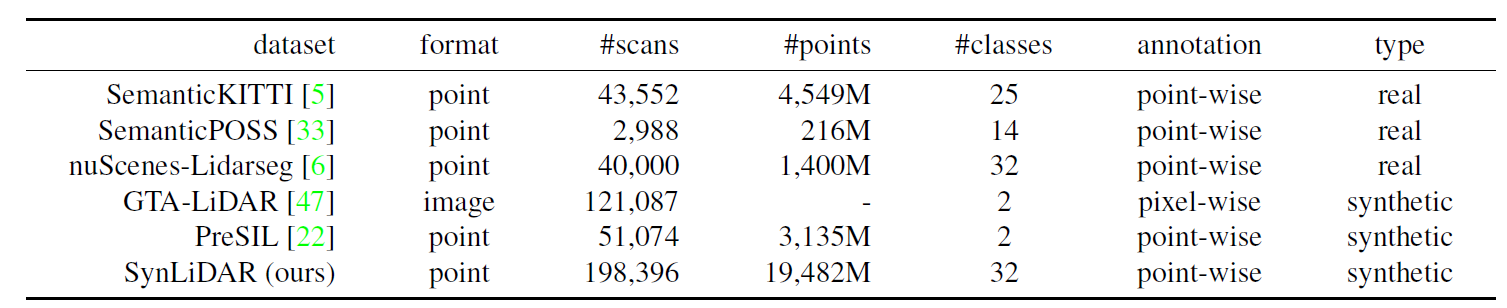 dataset format #scans #points #classes annotation type
SemanticKITTI [5] point 43,552 4,549M 25 point-wise real
SemanticPOSS [33] point 2,988 216M 14 point-wise real
nuScenes-Lidarseg [6] point 40,000 1,400M 32 point-wise real
GTA-LiDAR [47] image 121,087 - 2 pixel-wise synthetic
PreSIL [22] point 51,074 3,135M 2 point-wise synthetic
SynLiDAR (ours) point 198,396 19,482M 32 point-wise synthetic